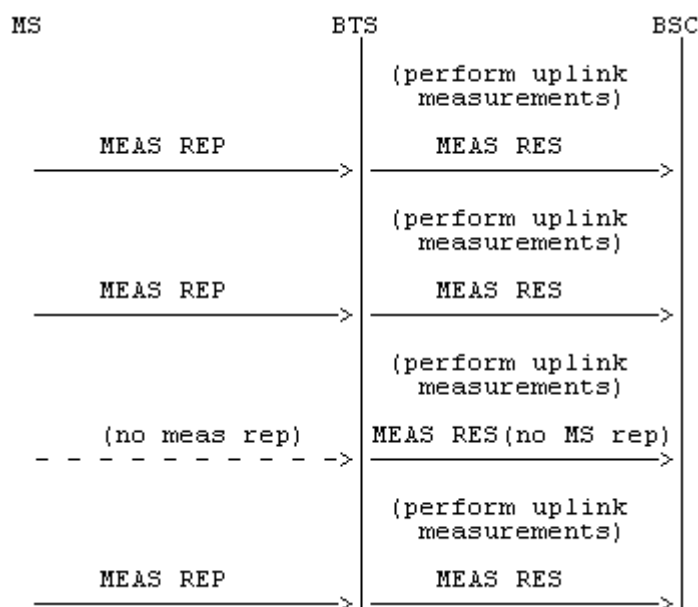 MS BTS BSC
(perform uplink
measurements)
MEAS REP MEAS RES
(perform uplink
measurements)
MEAS REP MEAS RES
(perform uplink
measurements)
(no meas rep) MEAS RES(no MS rep)
(perform uplink
measurements)
MEAS REP MEAS RES